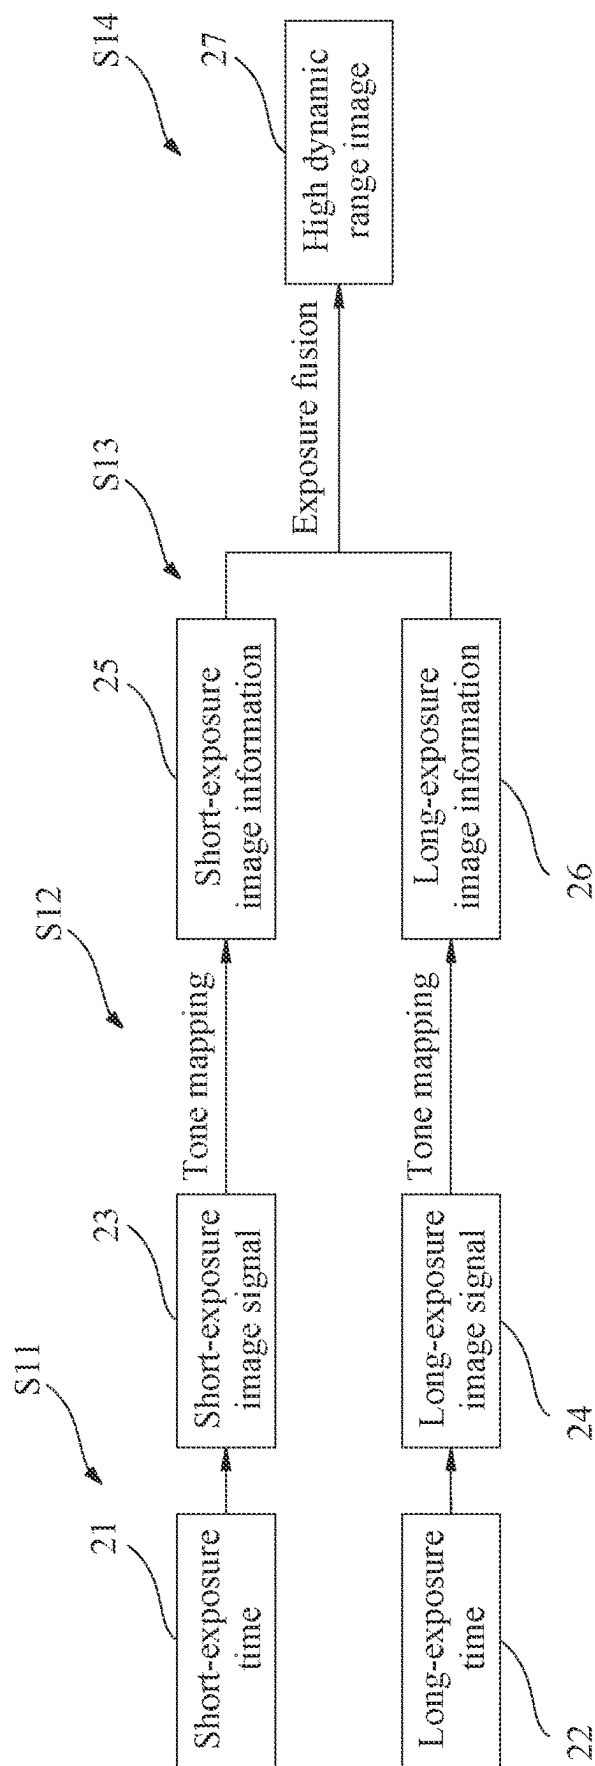 S11
S12
S13
S14
21
Short-exposure
time
23
Short-exposure
image signal
Tone mapping
25
Short-exposure
image information
Exposure fusion
27
High dynamic
range image
Long-exposure
time
22
Long-exposure
image signal
24
Tone mapping
Long-exposure
image information
26